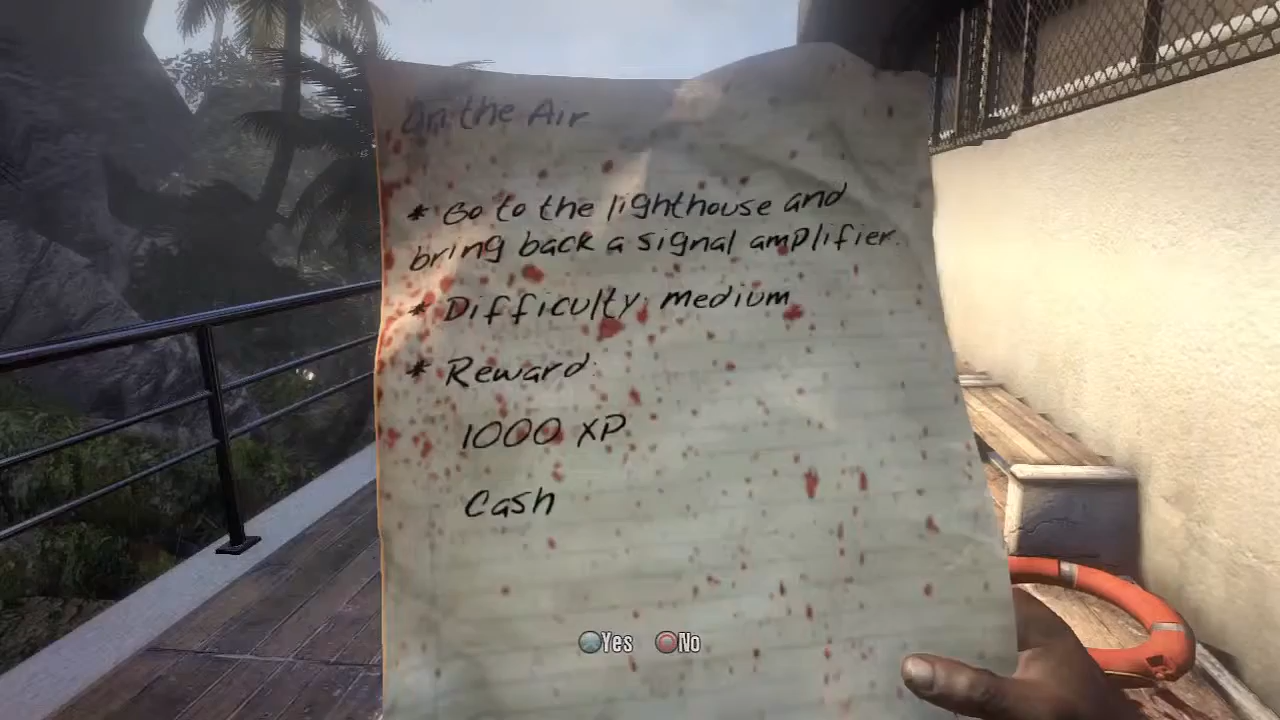 On the Air
* Go to the lighthouse and
bring back a signal amplifier.
* Difficulty: medium
* Reward:
1000 XP
Cash
Yes No